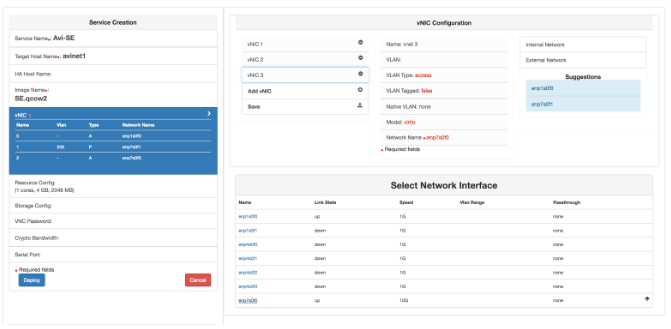 Service Creation
Service Name*: Avi-SE
Target Host Name*: avinet1
HA Host Name:
Image Name*:
SE.qcow2
vNIC *: >
Name Vlan Type Network Name
0 - A enp1s0f0
1 200 P enp7s0f1
2 - A enp7s0f0
Resource Config:
(1 cores, 4 GB, 2048 MB)
Storage Config:
VNC Password:
Crypto Bandwidth:
Serial Port:
* Required fields
Deploy Cancel
vNIC Configuration
vNIC 1
vNIC 2
vNIC 3
Add vNIC
Save
Name: vnet 3
VLAN:
VLAN Type: access
VLAN Tagged: false
Native VLAN: none
Model: virtio
Network Name *:enp7s0f0
* Required fields
Internal Network
External Network
Suggestions
enp1s0f0
enp7s0f1
Select Network Interface
Name Link State Speed Vlan Range Passthrough
enp1s0f0 up 1G none
enp1s0f1 down 1G none
enp4s0f0 down 1G none
enp4s0f1 down 1G none
enp4s0f2 down 1G none
enp4s0f3 down 1G none
enp7s0f0 up 10G none